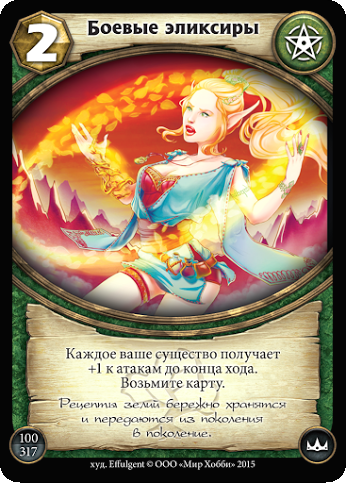 2
Боевые эликсиры
Каждое ваше существо получает
+1 к атакам до конца хода.
Возьмите карту.
Рецепты зелий бережно хранятся
и передаются из поколения
в поколение.
100
317
худ. Effulgent © ООО «Мир Хобби» 2015